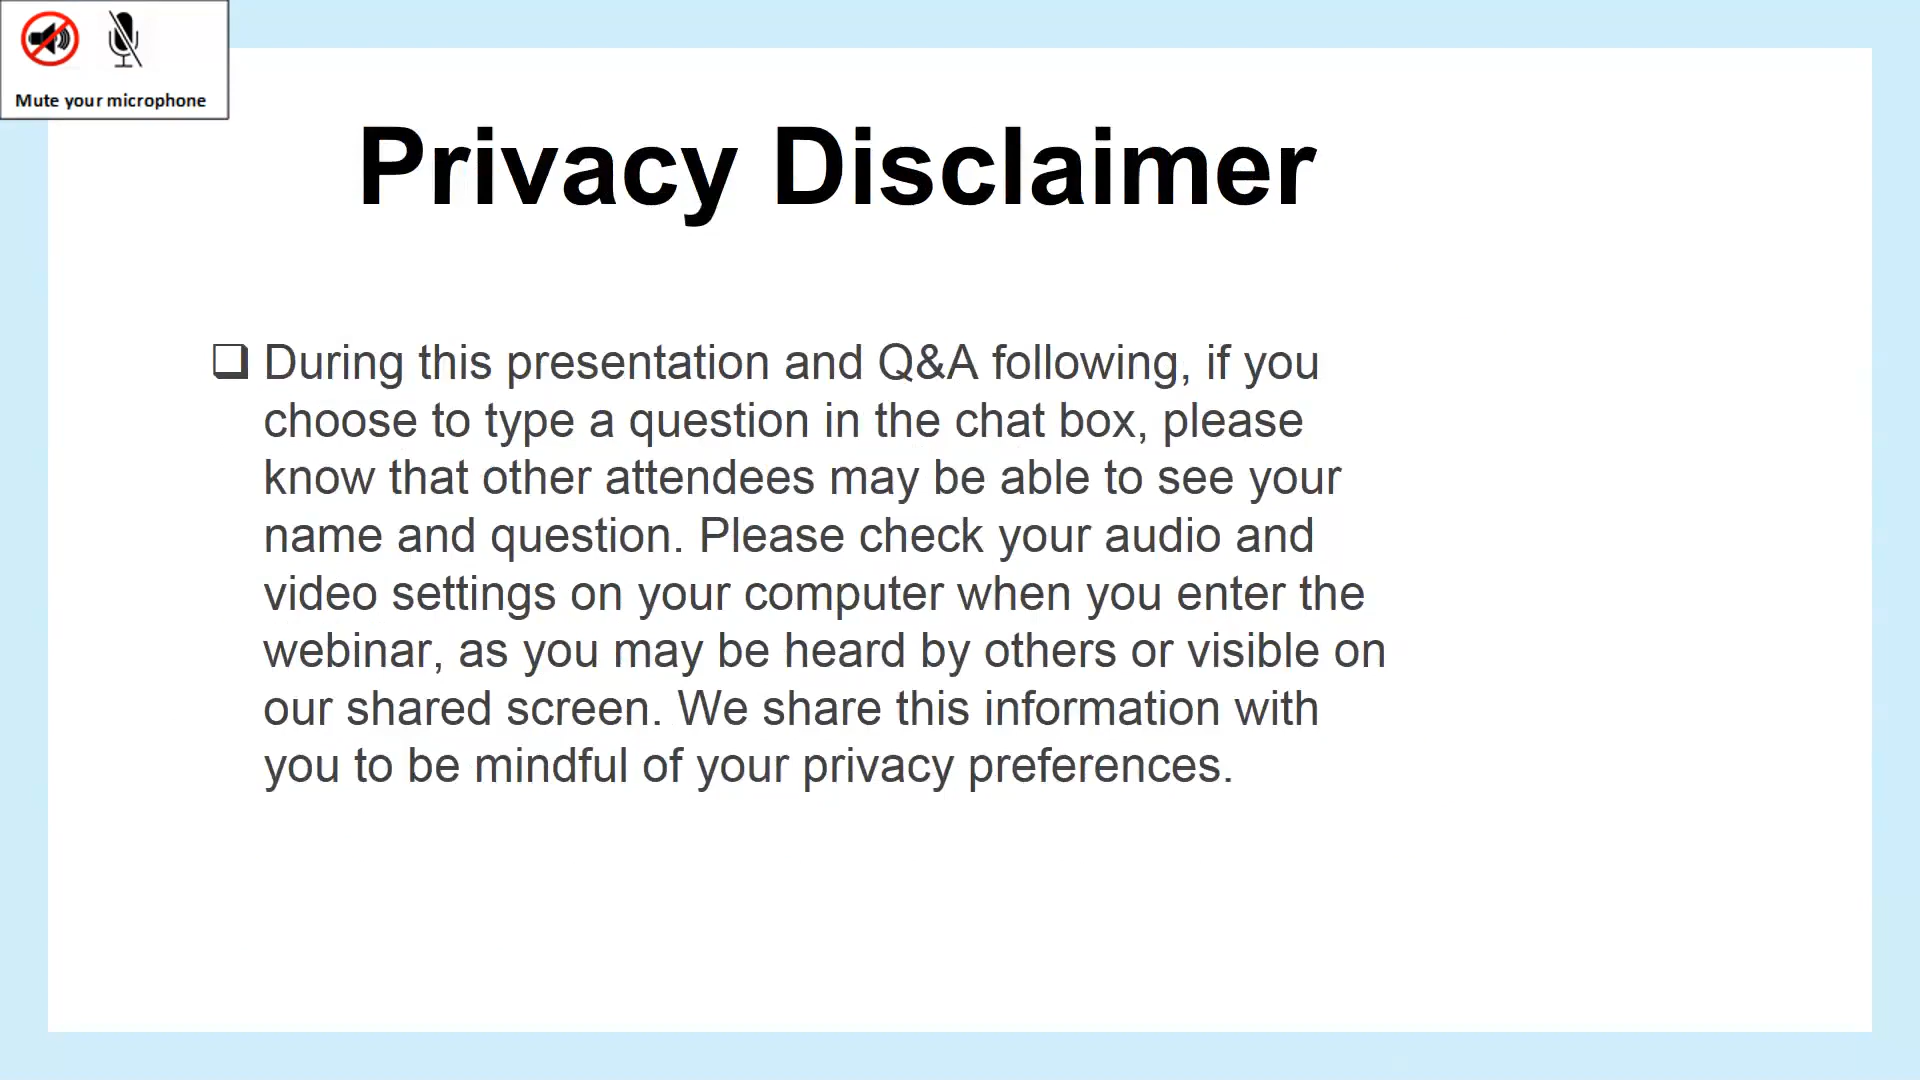 Mute your microphone
Privacy Disclaimer
❑ During this presentation and Q&A following, if you
choose to type a question in the chat box, please
know that other attendees may be able to see your
name and question. Please check your audio and
video settings on your computer when you enter the
webinar, as you may be heard by others or visible on
our shared screen. We share this information with
you to be mindful of your privacy preferences.